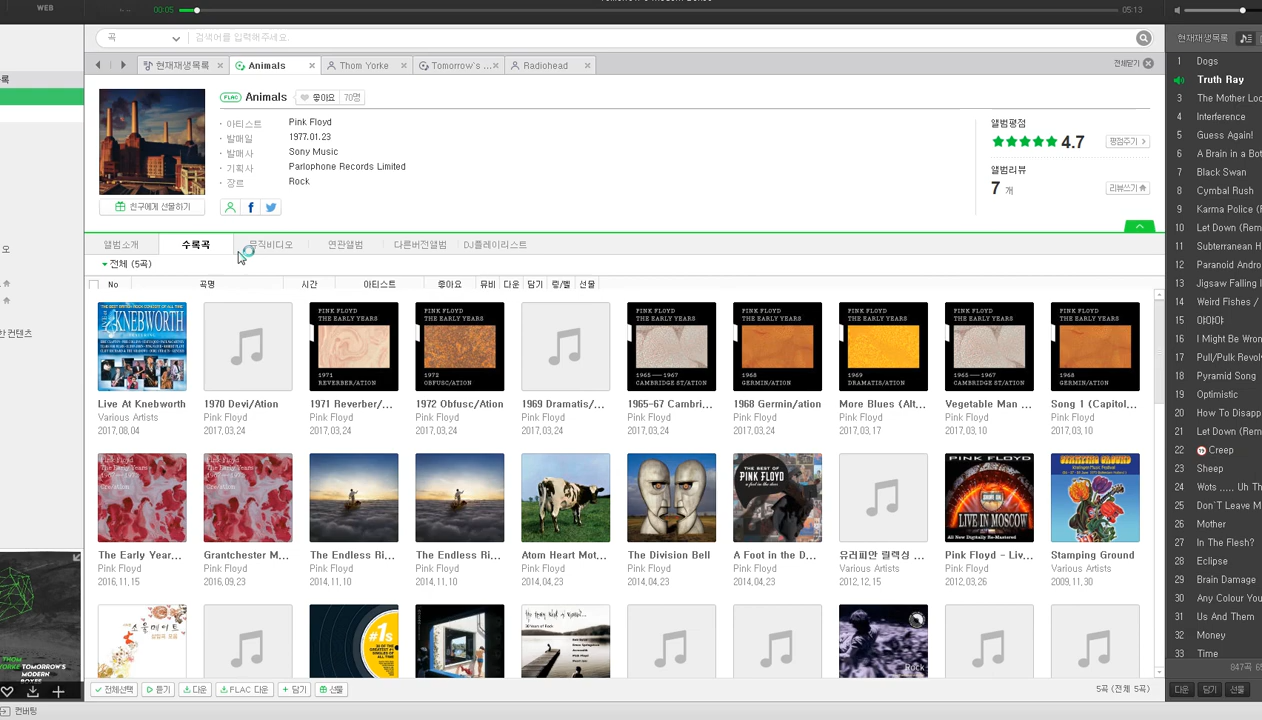 WEB
00:05
05:13
곡
검색어를 입력해주세요.
현재재생목록
Animals
Thom Yorke
Tomorrow's ...
Radiohead
전체닫기
FLAC Animals 좋아요 70명
아티스트 Pink Floyd
발매일 1977.01.23
발매사 Sony Music
기획사 Parlophone Records Limited
장르 Rock
친구에게 선물하기
앨범평점
4.7 평점주기
앨범리뷰
7 개 리뷰쓰기
앨범소개 수록곡 뮤직비디오 연관앨범 다른버전앨범 DJ플레이리스트
전체 (5곡)
No 곡명 시간 아티스트 좋아요 뮤비 다운 담기 링/벨 선물
Live At Knebworth
Various Artists
2017.08.04
1970 Devi/Ation
Pink Floyd
2017.03.24
1971 Reverber/...
Pink Floyd
2017.03.24
1972 Obfusc/Ation
Pink Floyd
2017.03.24
1969 Dramatis/...
Pink Floyd
2017.03.24
1965-67 Cambri...
Pink Floyd
2017.03.24
1968 Germin/ation
Pink Floyd
2017.03.24
More Blues (Alt...
Pink Floyd
2017.03.17
Vegetable Man ...
Pink Floyd
2017.03.10
Song 1 (Capitol...
Pink Floyd
2017.03.10
The Early Year...
Pink Floyd
2016.11.15
Grantchester M...
Pink Floyd
2016.09.23
The Endless Ri...
Pink Floyd
2014.11.10
The Endless Ri...
Pink Floyd
2014.11.10
Atom Heart Mot...
Pink Floyd
2014.04.23
The Division Bell
Pink Floyd
2014.04.23
A Foot in the D...
Pink Floyd
2014.04.23
유러피안 릴랙싱 ...
Various Artists
2012.12.15
Pink Floyd - Liv...
Pink Floyd
2012.03.26
Stamping Ground
Various Artists
2009.11.30
전체선택 듣기 다운 FLAC 다운 담기 선물
5곡 (전체 5곡)
현재재생목록
1 Dogs
Truth Ray
3 The Mother Loo
4 Interference
5 Guess Again!
6 A Brain in a Bot
7 Black Swan
8 Cymbal Rush
9 Karma Police (R
10 Let Down (Rem
11 Subterranean H
12 Paranoid Andro
13 Jigsaw Falling I
14 Weird Fishes /
15 야야야
16 I Might Be Wron
17 Pull/Pulk Revol
18 Pyramid Song
19 Optimistic
20 How To Disapp
21 Let Down (Rem
22 Creep
23 Sheep
24 Wots ..... Uh Th
25 Don`T Leave M
26 Mother
27 In The Flesh?
28 Eclipse
29 Brain Damage
30 Any Colour You
31 Us And Them
32 Money
33 Time
847곡
다운 담기 선물
THOM
YORKE TOMORROW'S
MODERN
BOXES
컨버팅